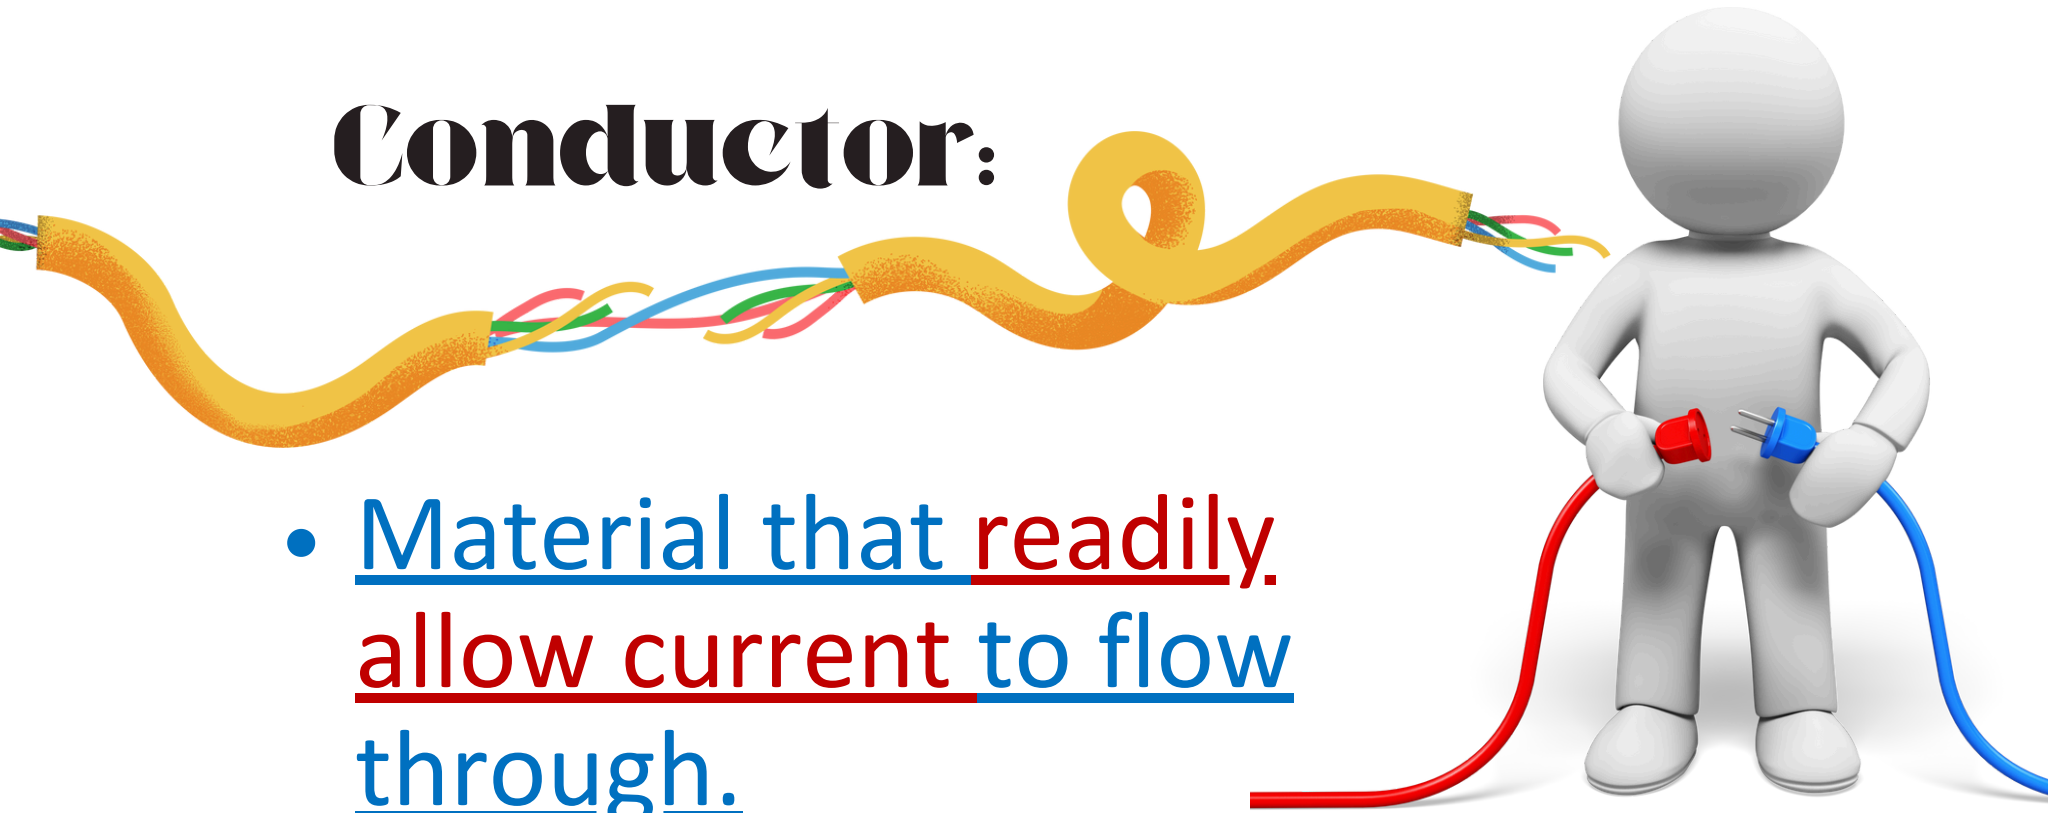 Conductor:
• Material that readily
allow current to flow
through.